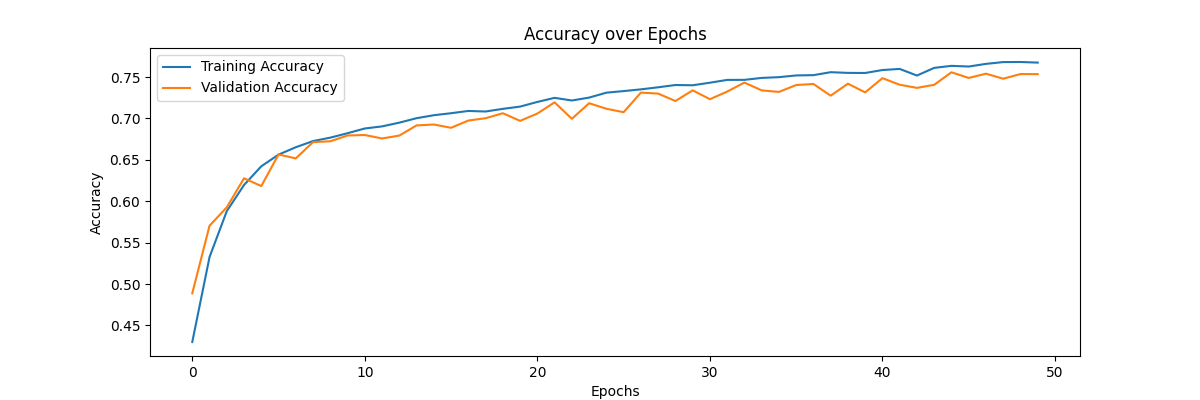 Accuracy over Epochs
Training Accuracy
Validation Accuracy
0.75
0.70
0.65
0.60
0.55
0.50
0.45
Accuracy
0 10 20 30 40 50
Epochs